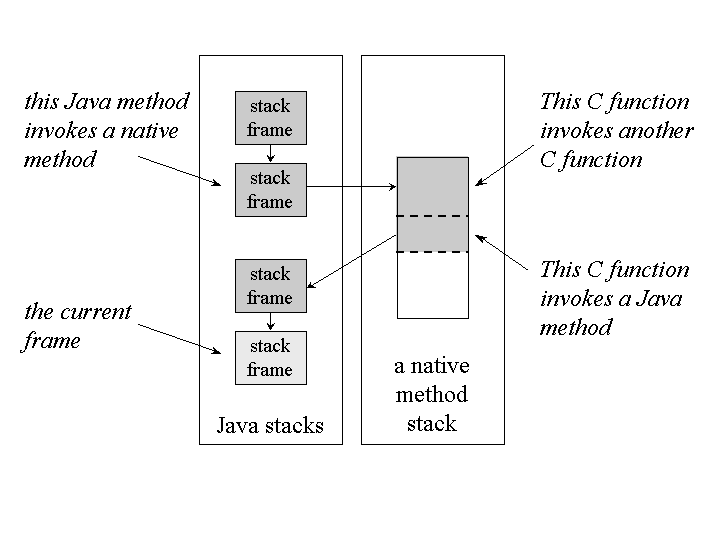 this Java method
invokes a native
method
stack
frame
stack
frame
stack
frame
stack
frame
the current
frame
Java stacks
a native
method
stack
This C function
invokes another
C function
This C function
invokes a Java
method